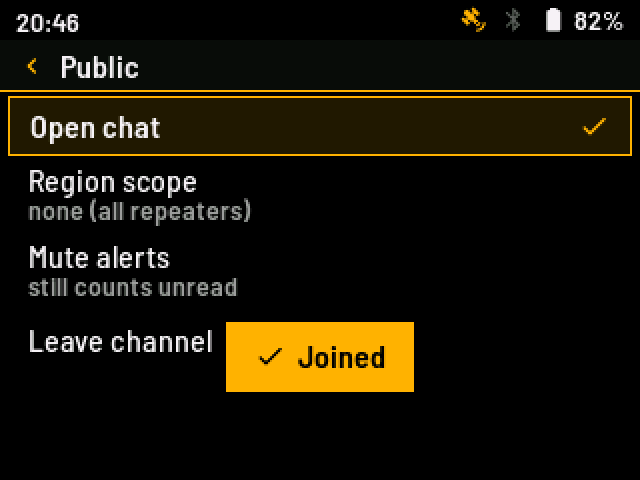 20:46
82%
Public
Open chat
Region scope
none (all repeaters)
Mute alerts
still counts unread
Leave channel
Joined